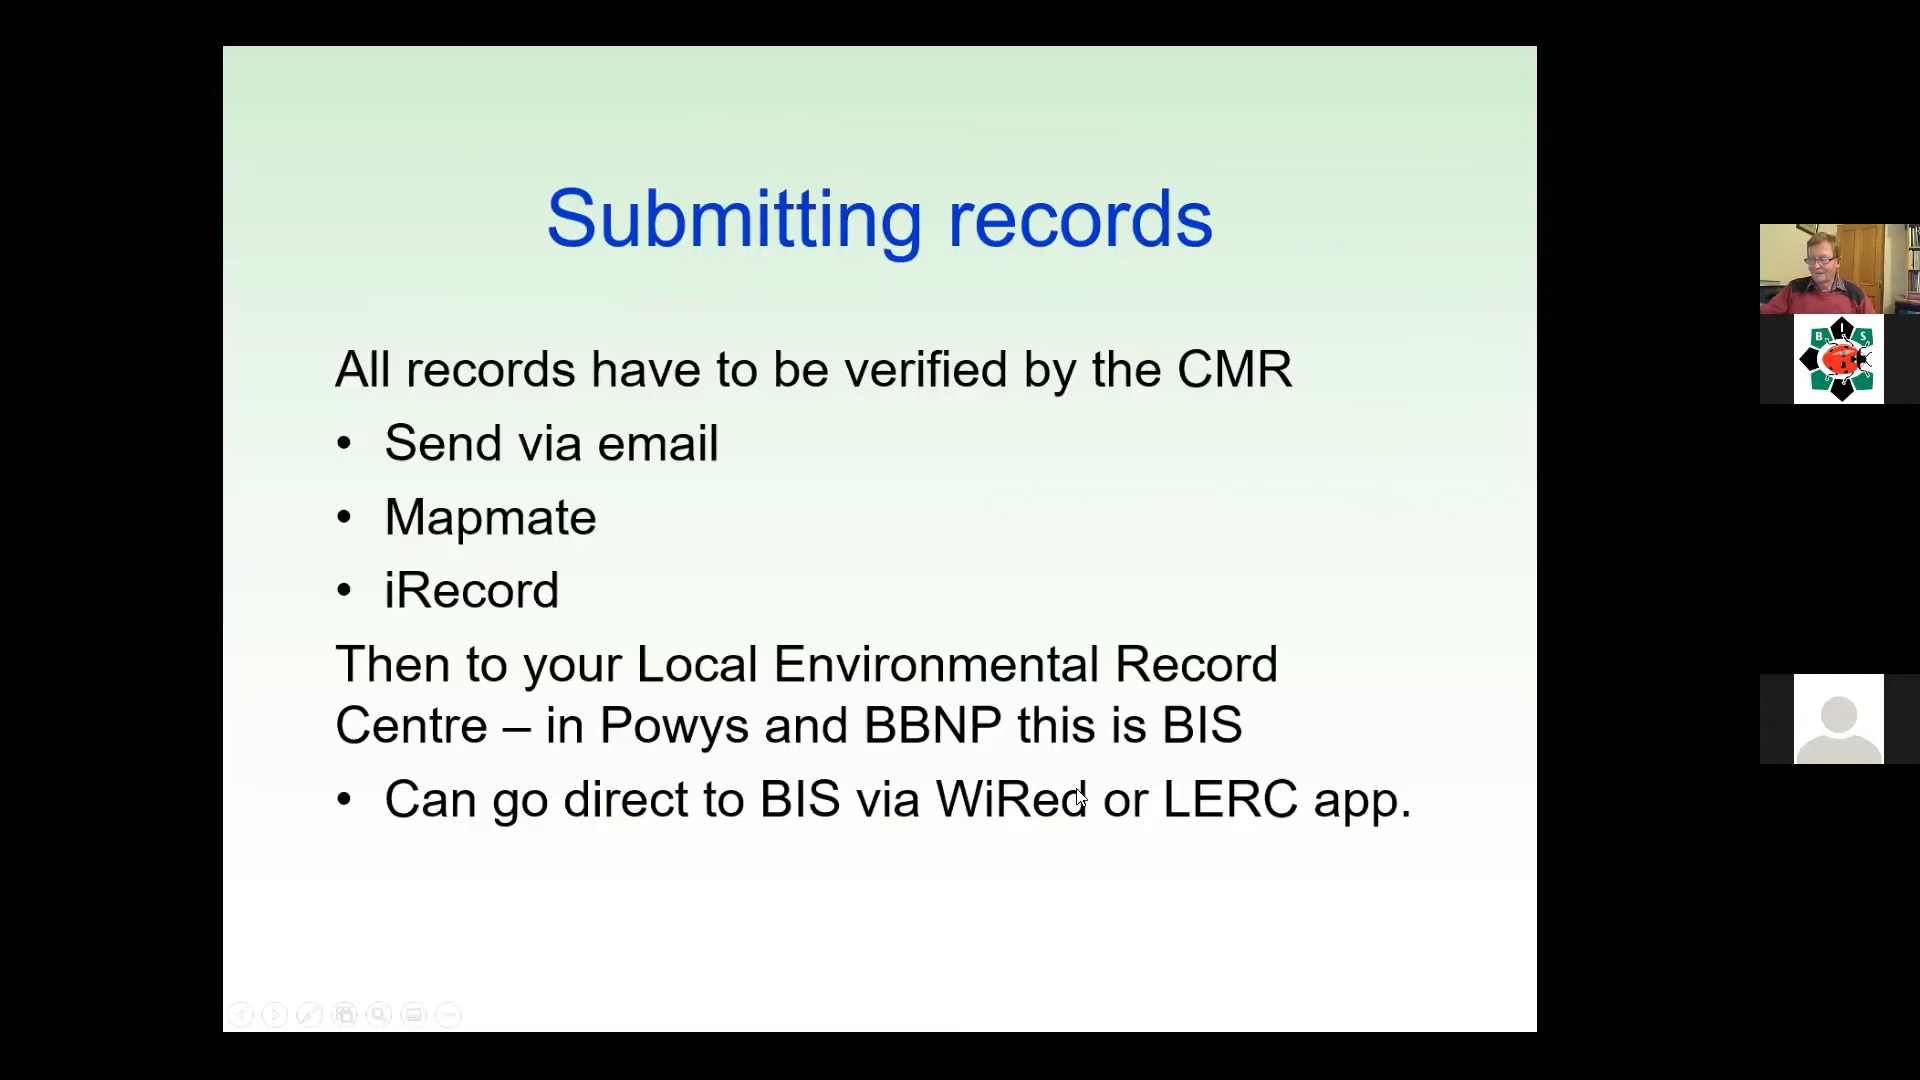 Submitting records
All records have to be verified by the CMR
• Send via email
• Mapmate
• iRecord
Then to your Local Environmental Record
Centre – in Powys and BBNP this is BIS
• Can go direct to BIS via WiRed or LERC app.
B I S